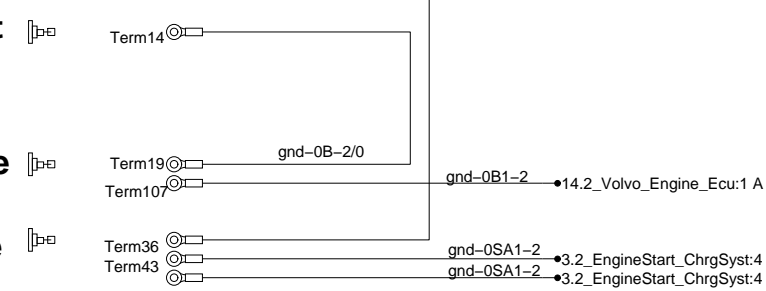 t
Term14
e
Term19
gnd-0B-2/0
Term107
gnd-0B1-2
14.2_Volvo_Engine_Ecu:1 A
e
Term36
Term43
gnd-0SA1-2
3.2_EngineStart_ChrgSyst:4
gnd-0SA1-2
3.2_EngineStart_ChrgSyst:4